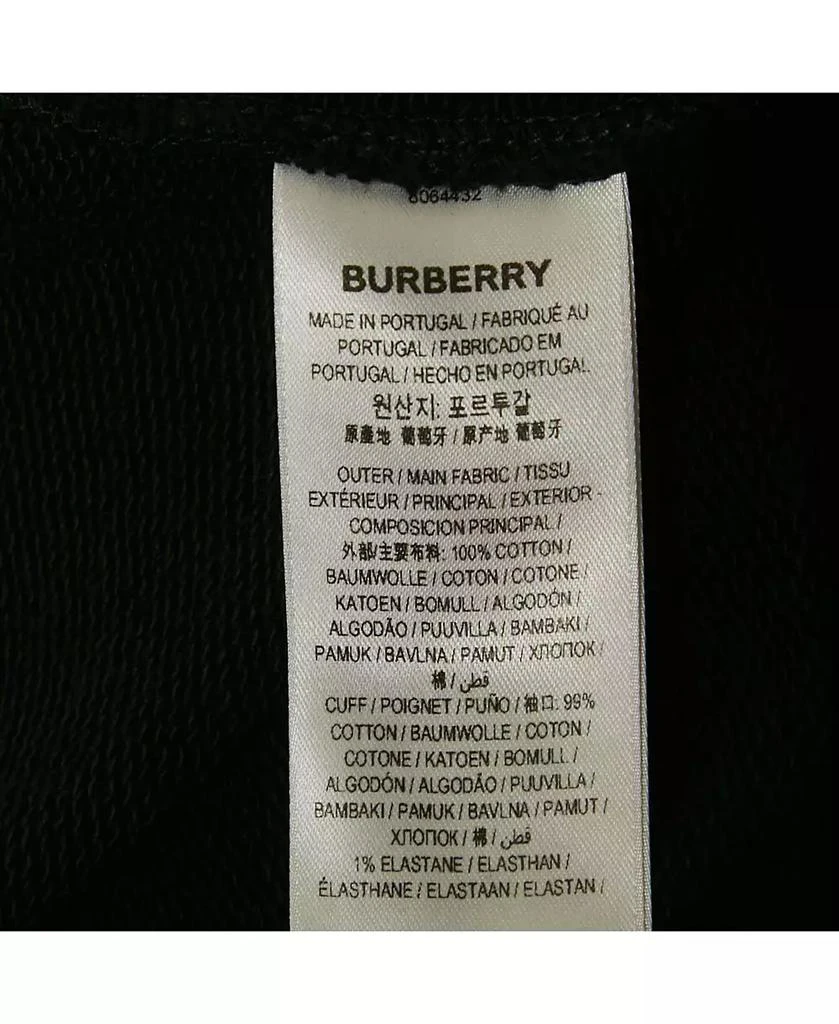 8064432
BURBERRY
MADE IN PORTUGAL / FABRIQUÉ AU
PORTUGAL / FABRICADO EM
PORTUGAL / HECHO EN PORTUGAL
원산지: 포르투갈
原產地 葡萄牙 / 原产地 葡萄牙
OUTER / MAIN FABRIC / TISSU
EXTÉRIEUR / PRINCIPAL / EXTERIOR -
COMPOSICION PRINCIPAL /
外部/主要布料: 100% COTTON /
BAUMWOLLE / COTON / COTONE /
KATOEN / BOMULL / ALGODÓN /
ALGODÃO / PUUVILLA / BAMBAKI /
PAMUK / BAVLNA / PAMUT / ХЛОПОК /
棉 / قطن
CUFF / POIGNET / PUÑO / 袖口: 99%
COTTON / BAUMWOLLE / COTON /
COTONE / KATOEN / BOMULL /
ALGODÓN / ALGODÃO / PUUVILLA /
BAMBAKI / PAMUK / BAVLNA / PAMUT /
ХЛОПОК / 棉 / قطن
1% ELASTANE / ELASTHAN /
ÉLASTHANE / ELASTAAN / ELASTAN /